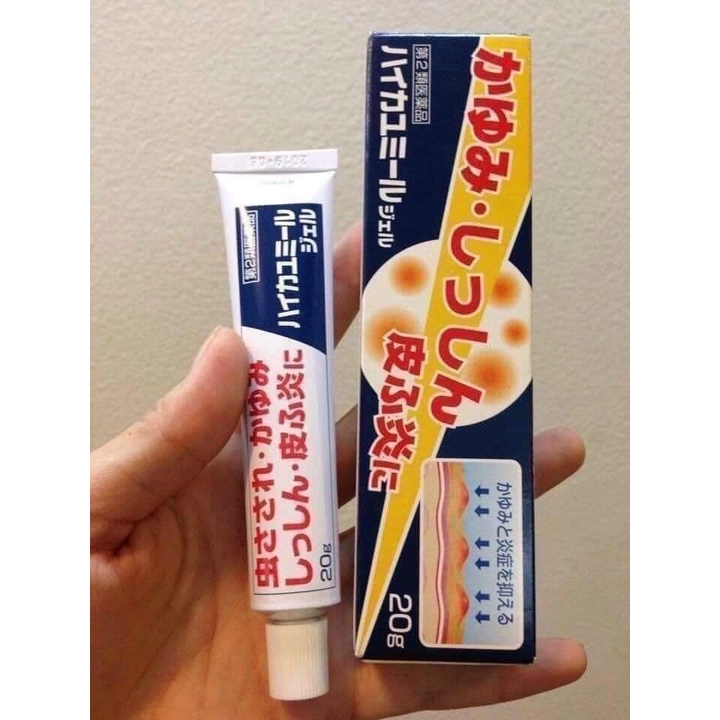 2019.05
第2類医薬品
ハイカユミール
ジェル
虫さされ・かゆみ
しっしん・皮ふ炎に
20g
かゆみ・しっしん
皮ふ炎に
第2類医薬品
ハイカユミールジェル
かゆみと炎症を抑える
20g